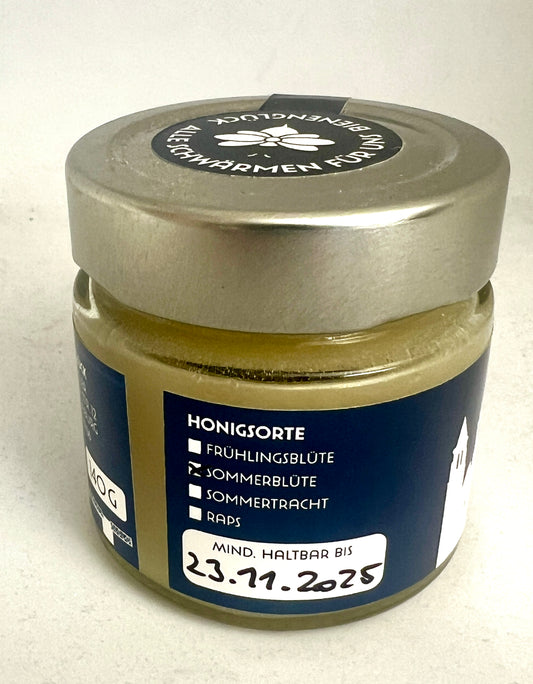 ALLE SCHWÄRMEN FÜR UNS
BIENENGLÜCK
HONIGSORTE
FRÜHLINGSBLÜTE
SOMMERBLÜTE
SOMMERTRACHT
RAPS
MIND. HALTBAR BIS
23.11.2025